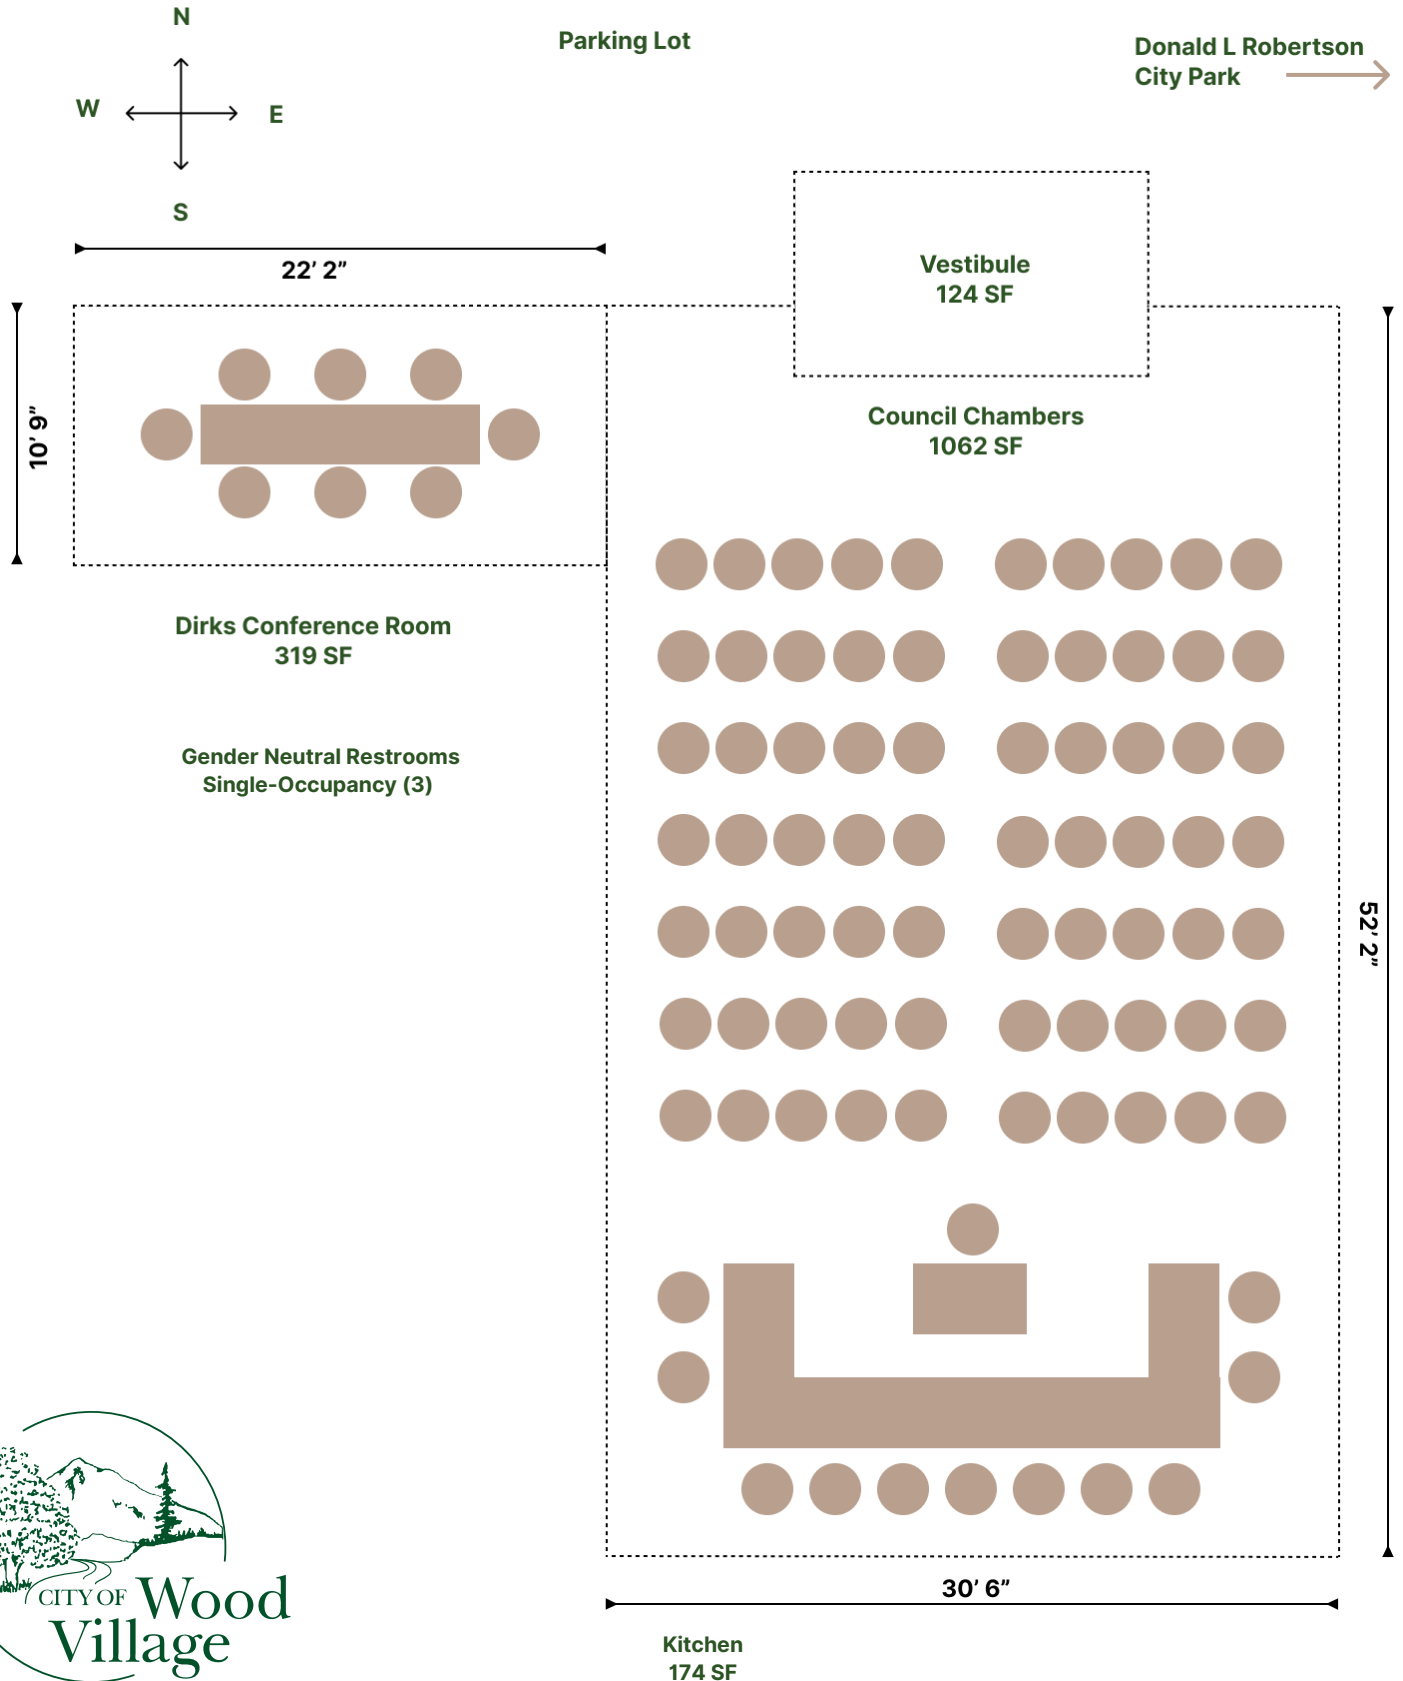 N
W
E
S
Parking Lot
Donald L Robertson
City Park
22’ 2”
10’ 9”
Vestibule
124 SF
Council Chambers
1062 SF
Dirks Conference Room
319 SF
Gender Neutral Restrooms
Single-Occupancy (3)
52’ 2”
30’ 6”
Kitchen
174 SF
CITY OF Wood
Village